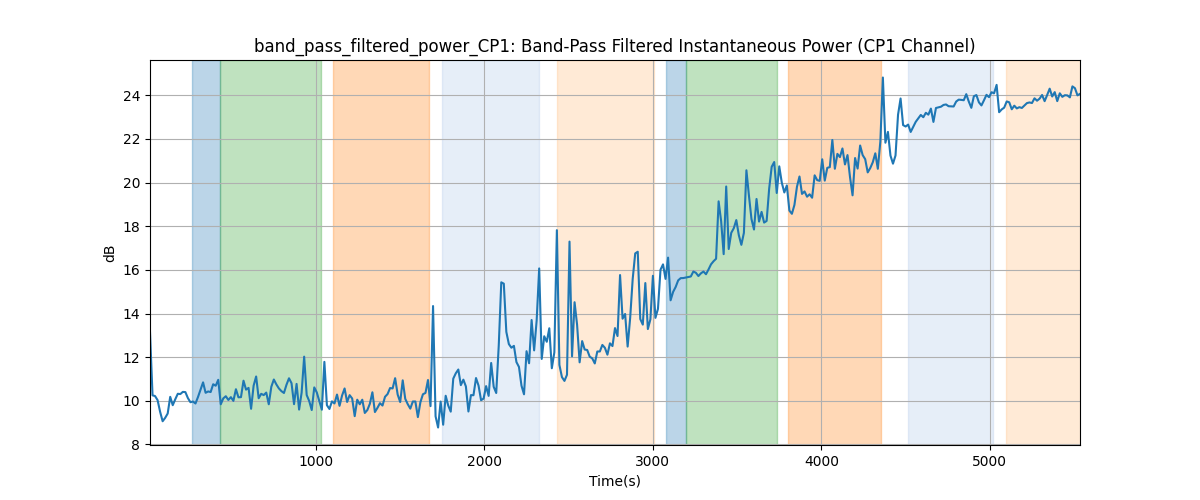 band_pass_filtered_power_CP1: Band-Pass Filtered Instantaneous Power (CP1 Channel)
24
22
20
18
16
14
12
10
8
dB
1000 2000 3000 4000 5000
Time(s)